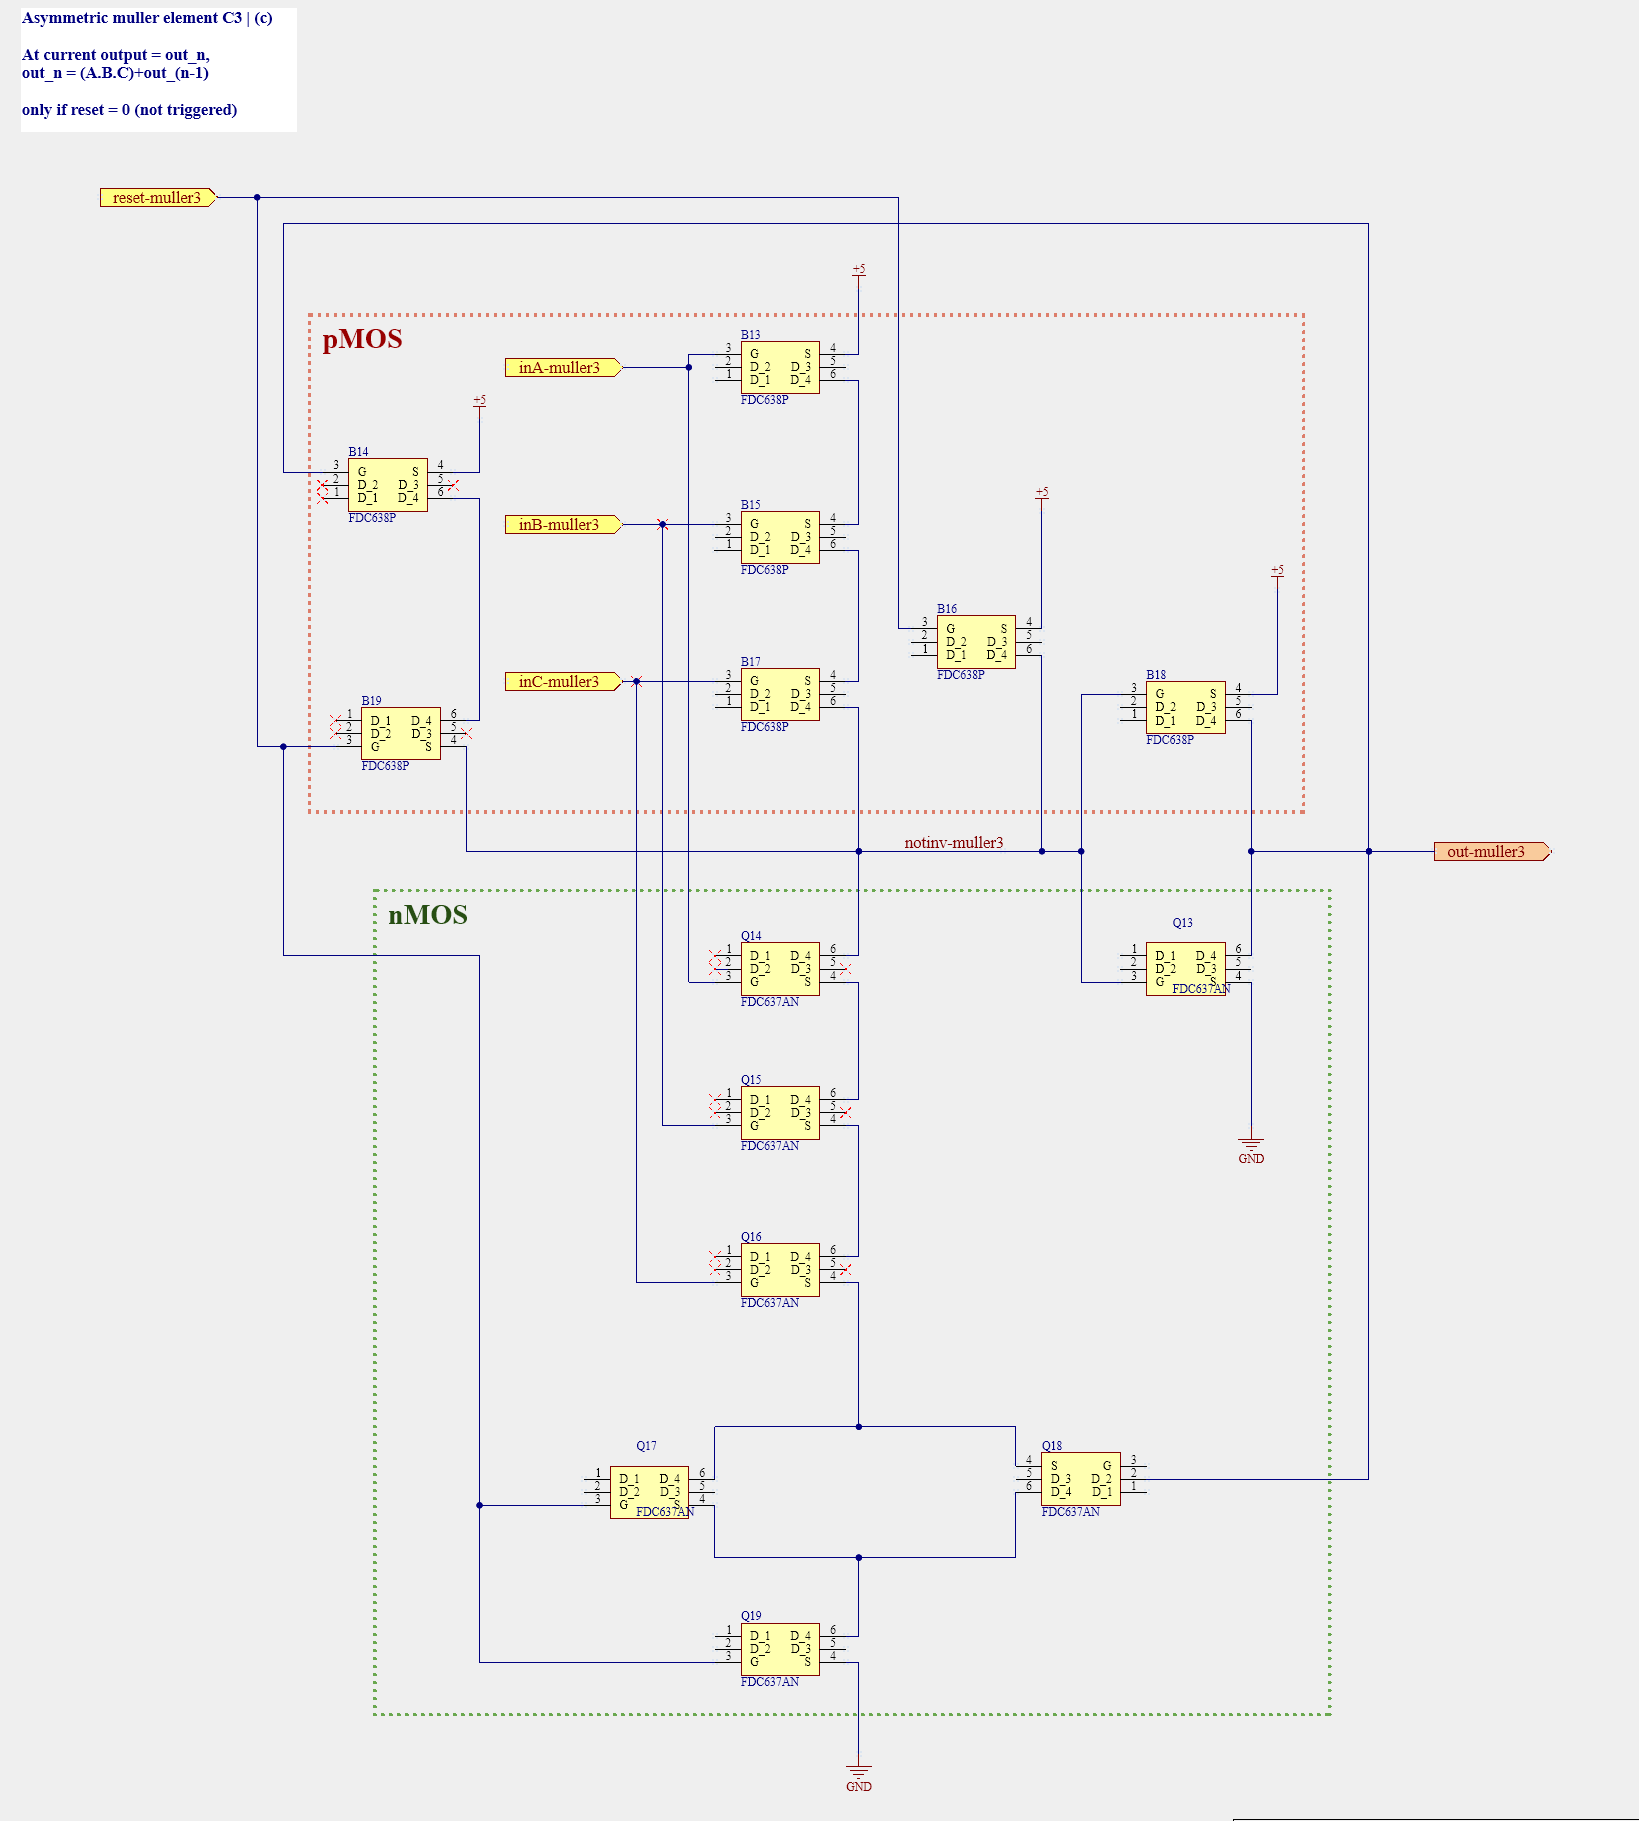 Asymmetric muller element C3 | (c)
At current output = out_n,
out_n = (A.B.C)+out_(n-1)
only if reset = 0 (not triggered)
reset-muller3
+5
pMOS
B13
inA-muller3
3 G S 4
2 D_2 D_3 5
1 D_1 D_4 6
FDC638P
+5
B14
3 G S 4
2 D_2 D_3 5
1 D_1 D_4 6
FDC638P
inB-muller3
B15
3 G S 4
2 D_2 D_3 5
1 D_1 D_4 6
FDC638P
+5
B16
3 G S 4
2 D_2 D_3 5
1 D_1 D_4 6
FDC638P
+5
inC-muller3
B17
3 G S 4
2 D_2 D_3 5
1 D_1 D_4 6
FDC638P
B18
3 G S 4
2 D_2 D_3 5
1 D_1 D_4 6
FDC638P
B19
1 D_1 D_4 6
2 D_2 D_3 5
3 G S 4
FDC638P
notinv-muller3
out-muller3
nMOS
Q14
1 D_1 D_4 6
2 D_2 D_3 5
3 G S 4
FDC637AN
Q13
1 D_1 D_4 6
2 D_2 D_3 5
3 G S 4
FDC637AN
Q15
1 D_1 D_4 6
2 D_2 D_3 5
3 G S 4
FDC637AN
GND
Q16
1 D_1 D_4 6
2 D_2 D_3 5
3 G S 4
FDC637AN
Q17
1 D_1 D_4 6
2 D_2 D_3 5
3 G S 4
FDC637AN
Q18
4 S G 3
5 D_3 D_2 2
6 D_4 D_1 1
FDC637AN
Q19
1 D_1 D_4 6
2 D_2 D_3 5
3 G S 4
FDC637AN
GND